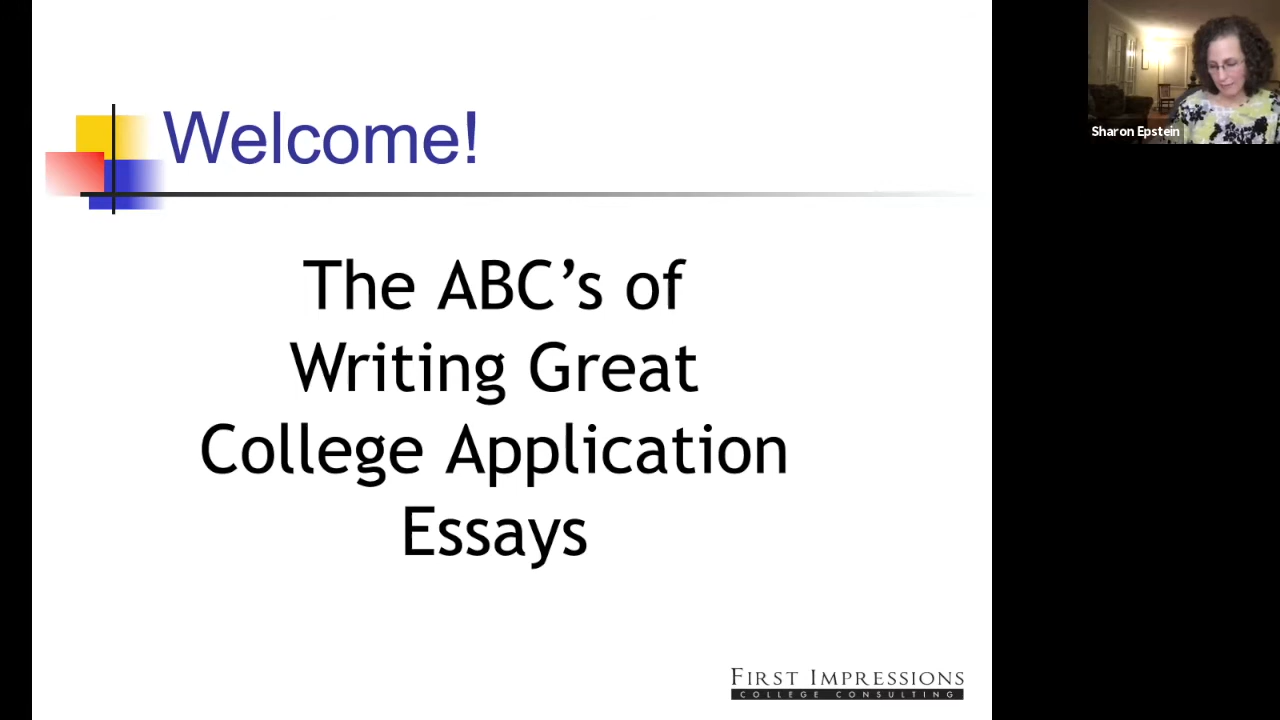 Welcome!
The ABC’s of
Writing Great
College Application
Essays
FIRST IMPRESSIONS
COLLEGE CONSULTING
Sharon Epstein